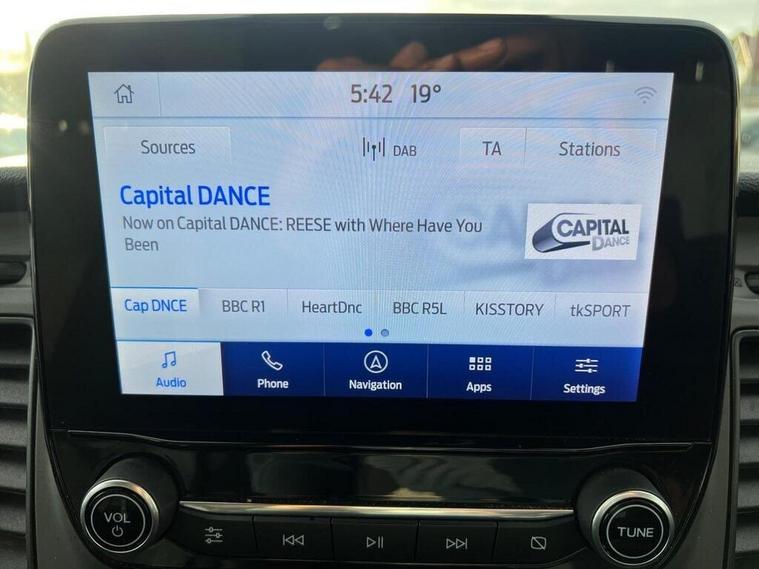 5:42 19°
Sources DAB TA Stations
Capital DANCE
Now on Capital DANCE: REESE with Where Have You
Been
CAPITAL
DANCE
Cap DNCE BBC R1 HeartDnc BBC R5L KISSTORY tkSPORT
Audio Phone Navigation Apps Settings
VOL TUNE